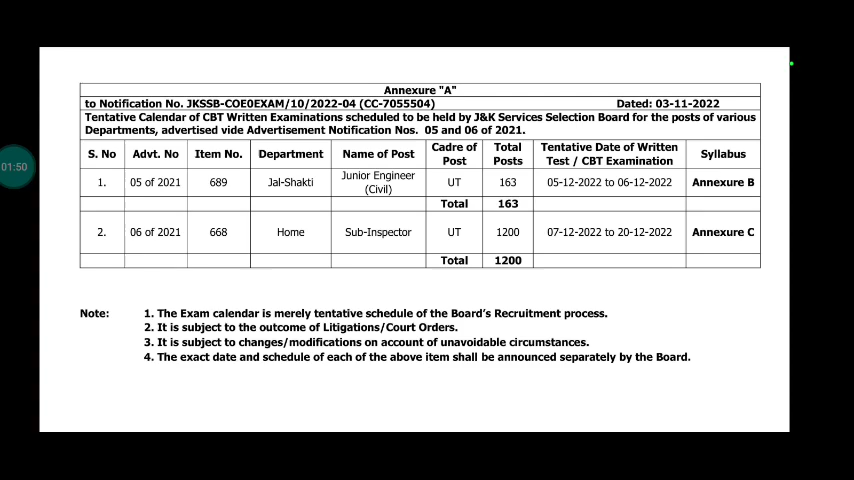 01:50
Annexure "A"
to Notification No. JKSSB-COE0EXAM/10/2022-04 (CC-7055504) Dated: 03-11-2022
Tentative Calendar of CBT Written Examinations scheduled to be held by J&K Services Selection Board for the posts of various
Departments, advertised vide Advertisement Notification Nos. 05 and 06 of 2021.
S. No Advt. No Item No. Department Name of Post Cadre of Post Total Posts Tentative Date of Written Test / CBT Examination Syllabus
1. 05 of 2021 689 Jal-Shakti Junior Engineer (Civil) UT 163 05-12-2022 to 06-12-2022 Annexure B
Total 163
2. 06 of 2021 668 Home Sub-Inspector UT 1200 07-12-2022 to 20-12-2022 Annexure C
Total 1200
Note: 1. The Exam calendar is merely tentative schedule of the Board's Recruitment process.
2. It is subject to the outcome of Litigations/Court Orders.
3. It is subject to changes/modifications on account of unavoidable circumstances.
4. The exact date and schedule of each of the above item shall be announced separately by the Board.